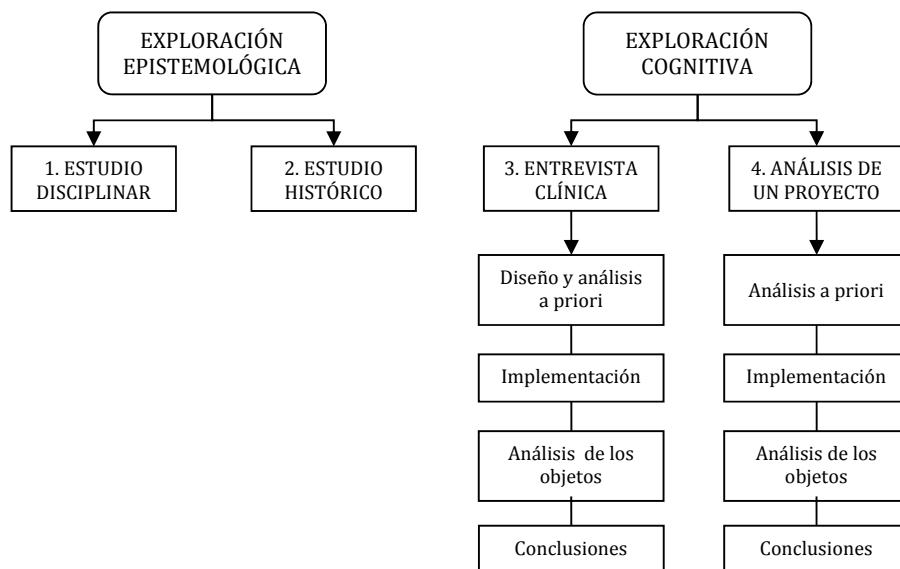 EXPLORACIÓN
EPISTEMOLÓGICA
EXPLORACIÓN
COGNITIVA
1. ESTUDIO
DISCIPLINAR
2. ESTUDIO
HISTÓRICO
3. ENTREVISTA
CLÍNICA
4. ANÁLISIS DE
UN PROYECTO
Diseño y análisis
a priori
Análisis a priori
Implementación
Implementación
Análisis de los
objetos
Análisis de los
objetos
Conclusiones
Conclusiones